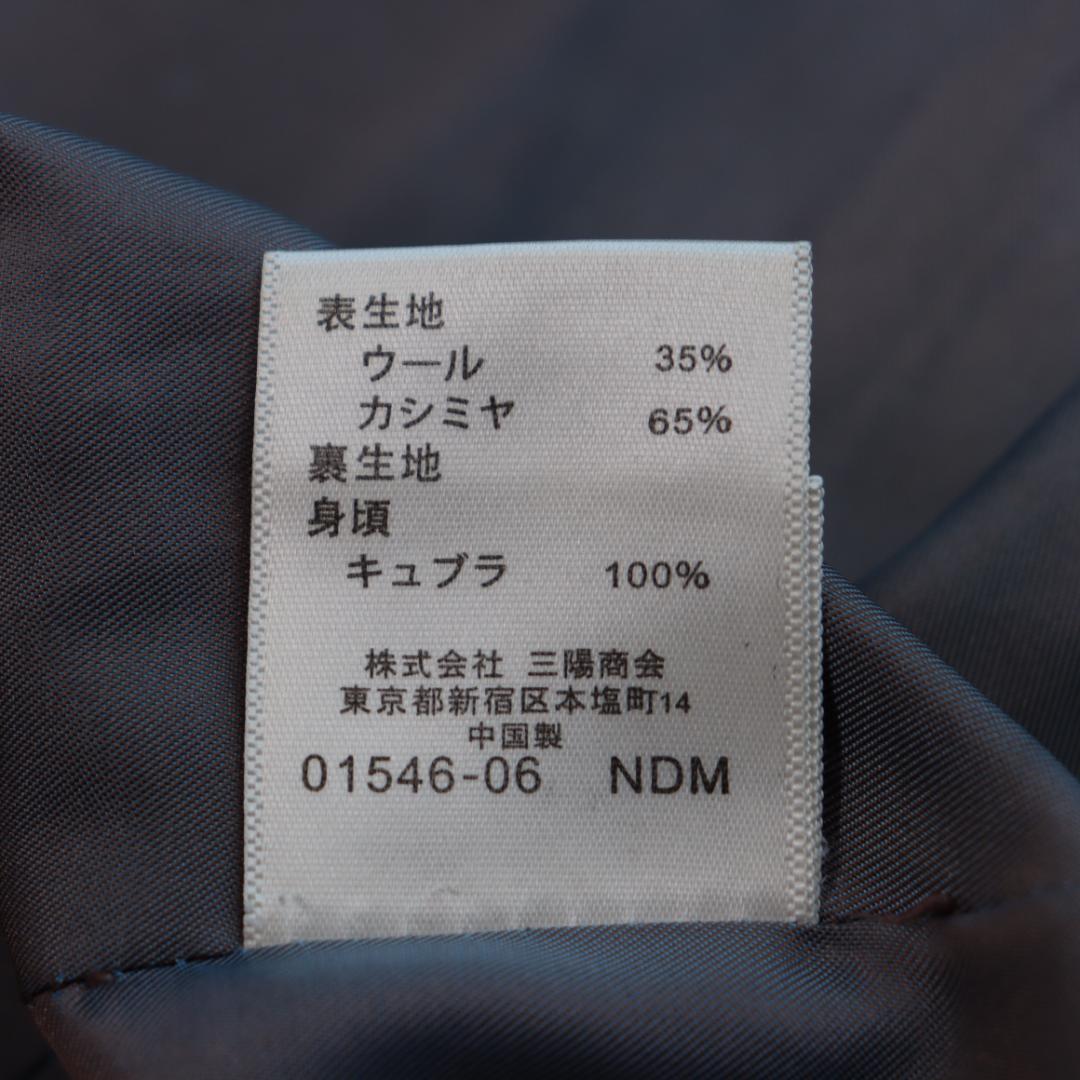 表生地
ウール 35%
カシミヤ 65%
裏生地
身頃
キュプラ 100%
株式会社 三陽商会
東京都新宿区本塩町14
中国製
01546-06 NDM